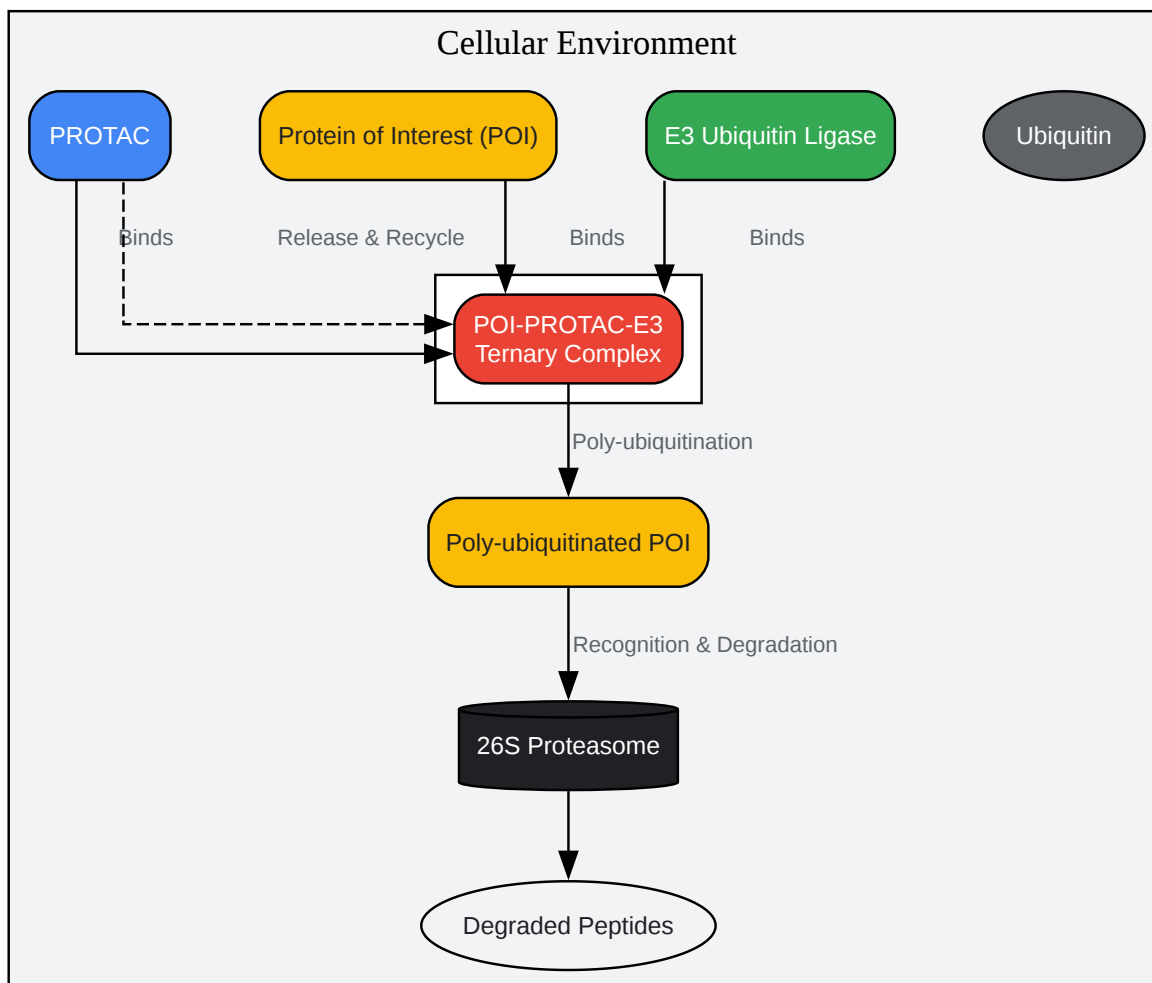 Cellular Environment
PROTAC
Protein of Interest (POI)
E3 Ubiquitin Ligase
Ubiquitin
Binds
Release & Recycle
Binds
Binds
POI-PROTAC-E3
Ternary Complex
Poly-ubiquitination
Poly-ubiquitinated POI
Recognition & Degradation
26S Proteasome
Degraded Peptides